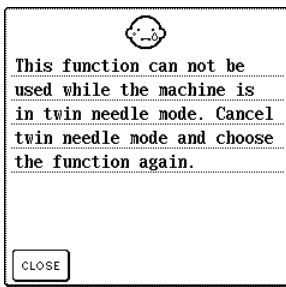 This function can not be
used while the machine is
in twin needle mode. Cancel
twin needle mode and choose
the function again.
CLOSE